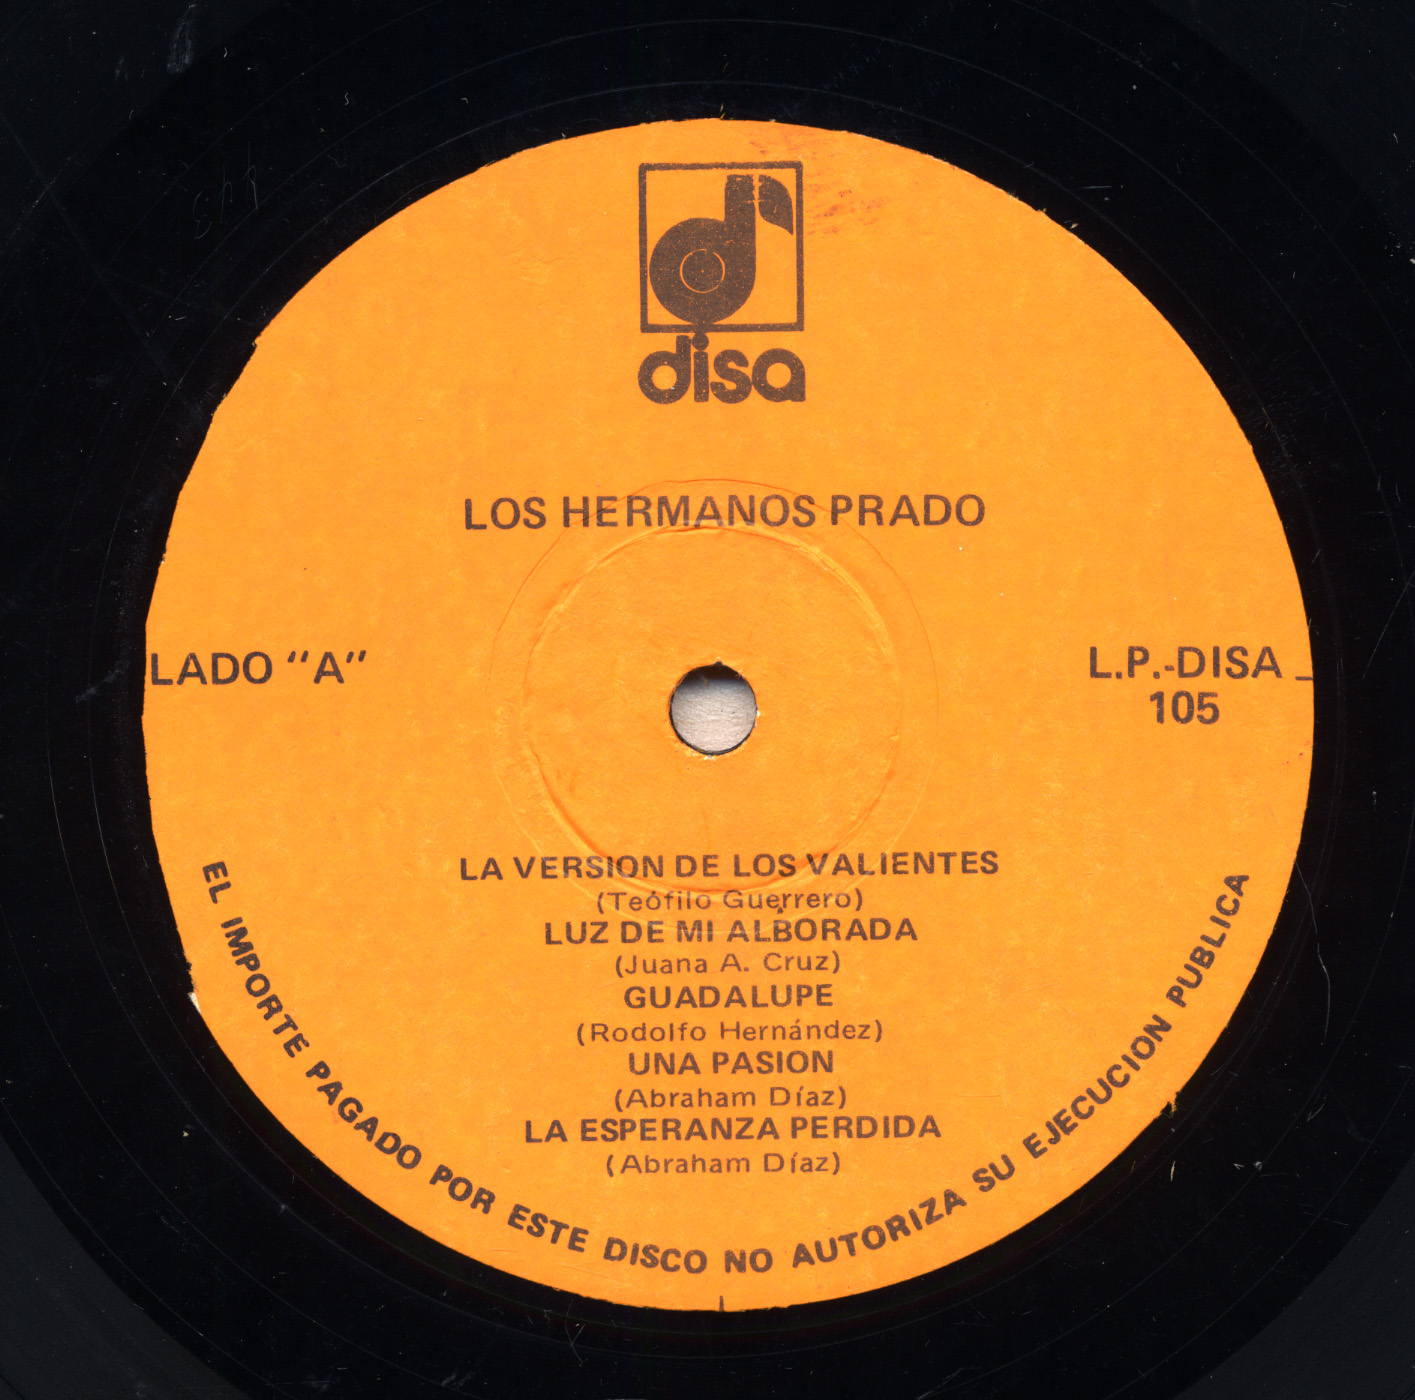 disa
LOS HERMANOS PRADO
LADO "A"
L.P.-DISA
105
LA VERSION DE LOS VALIENTES
(Teófilo Guerrero)
LUZ DE MI ALBORADA
(Juana A. Cruz)
GUADALUPE
(Rodolfo Hernández)
UNA PASION
(Abraham Díaz)
LA ESPERANZA PERDIDA
(Abraham Díaz)
EL IMPORTE PAGADO POR ESTE DISCO NO AUTORIZA SU EJECUCION PUBLICA